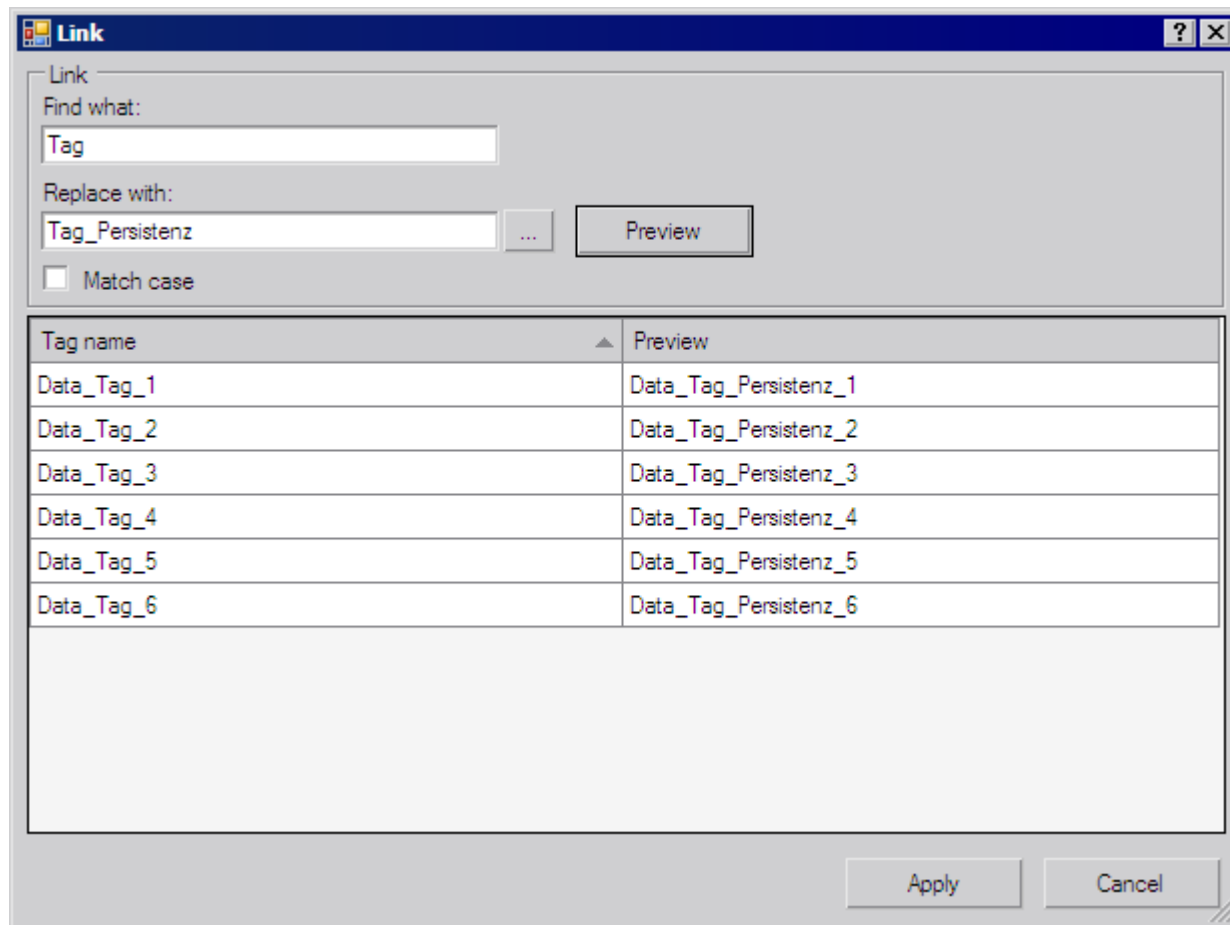 Link
Link
Find what:
Tag
Replace with:
Tag_Persistenz ... Preview
Match case
Tag name Preview
Data_Tag_1 Data_Tag_Persistenz_1
Data_Tag_2 Data_Tag_Persistenz_2
Data_Tag_3 Data_Tag_Persistenz_3
Data_Tag_4 Data_Tag_Persistenz_4
Data_Tag_5 Data_Tag_Persistenz_5
Data_Tag_6 Data_Tag_Persistenz_6
Apply Cancel